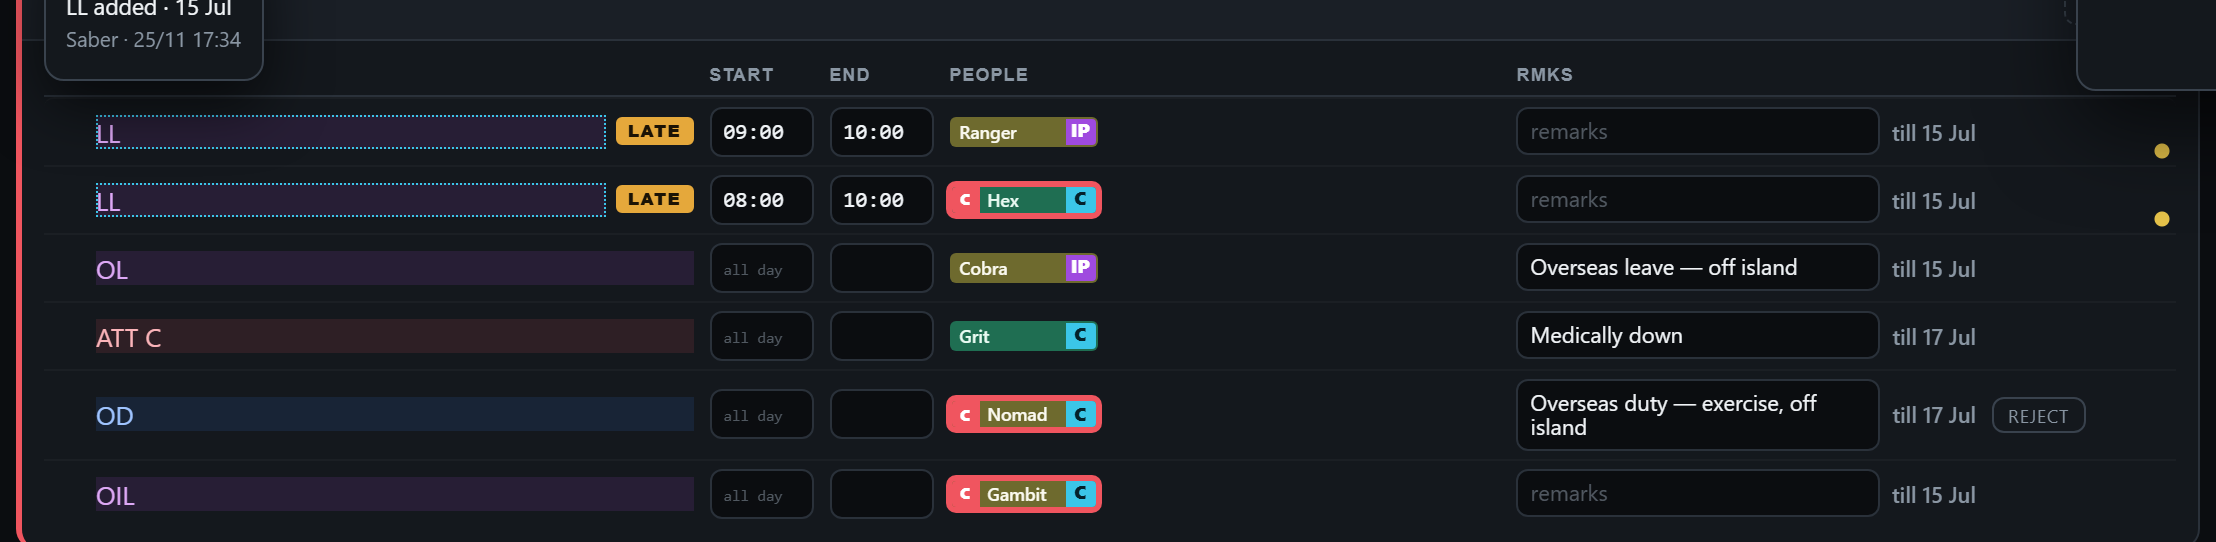 LL added · 15 Jul
Saber · 25/11 17:34
START END PEOPLE RMKS
LL LATE 09:00 10:00 Ranger IP remarks till 15 Jul
LL LATE 08:00 10:00 C Hex C remarks till 15 Jul
OL all day Cobra IP Overseas leave — off island till 15 Jul
ATT C all day Grit C Medically down till 17 Jul
OD all day C Nomad C Overseas duty — exercise, off
island till 17 Jul REJECT
OIL all day C Gambit C remarks till 15 Jul